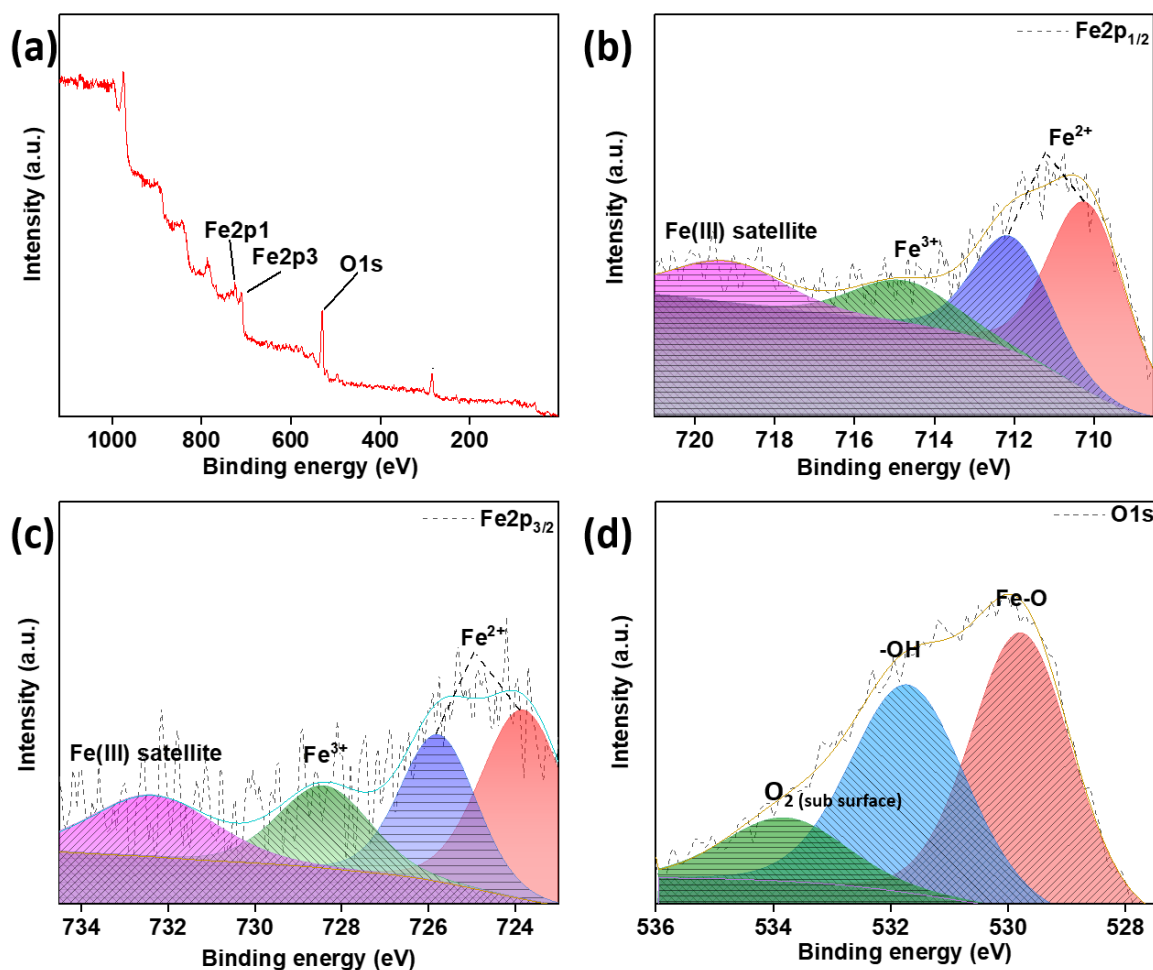 (a)
Fe2p1
Fe2p3
O1s
Intensity (a.u.)
1000 800 600 400 200
Binding energy (eV)
(b)
Fe2p1/2
Fe2+
Fe3+
Fe(III) satellite
Intensity (a.u.)
720 718 716 714 712 710
Binding energy (eV)
(c)
Fe2p3/2
Fe2+
Fe3+
Fe(III) satellite
Intensity (a.u.)
734 732 730 728 726 724
Binding energy (eV)
(d)
O1s
Fe-O
-OH
O2 (sub surface)
Intensity (a.u.)
536 534 532 530 528
Binding energy (eV)